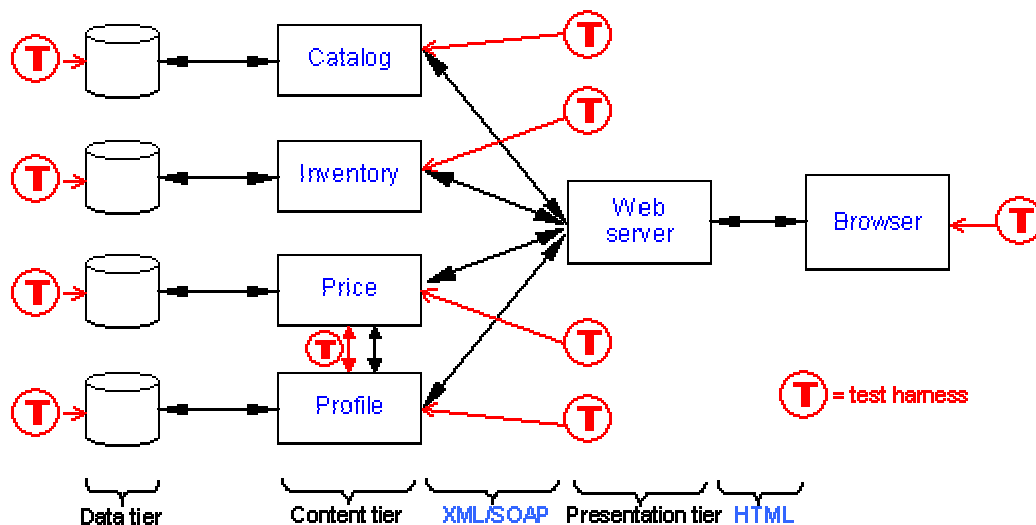 T
T
Catalog
T
T
Inventory
Web
server
Browser
T
T
Price
T
T
T
Profile
T
T = test harness
Data tier
Content tier
XML/SOAP
Presentation tier
HTML